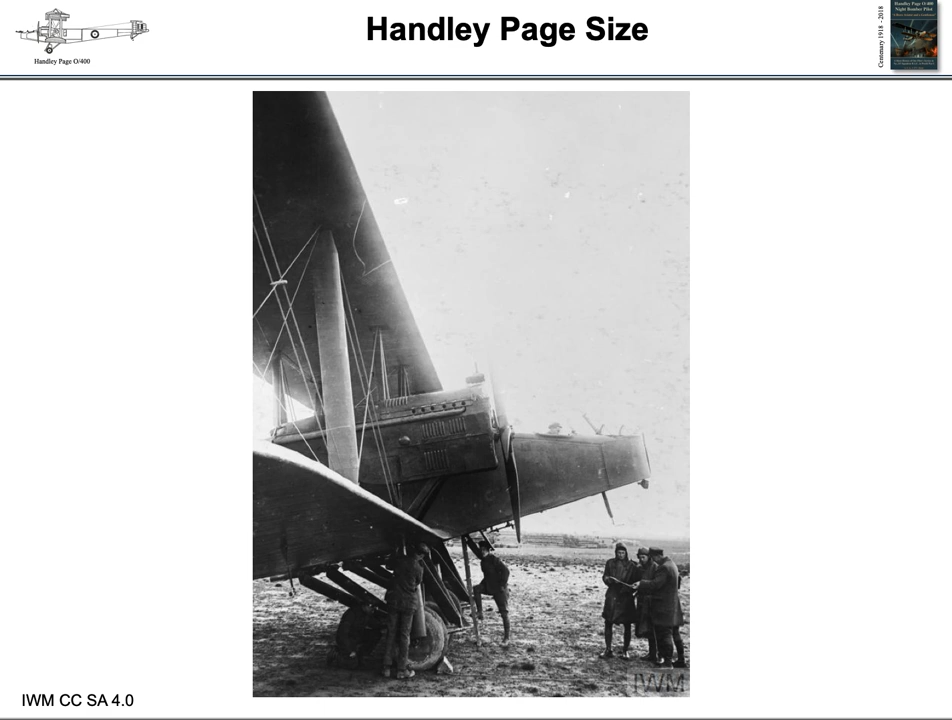 Handley Page Size
Handley Page O/400
Centenary 1918 - 2018
Handley Page O/400
Night Bomber Pilot
IWM
IWM CC SA 4.0